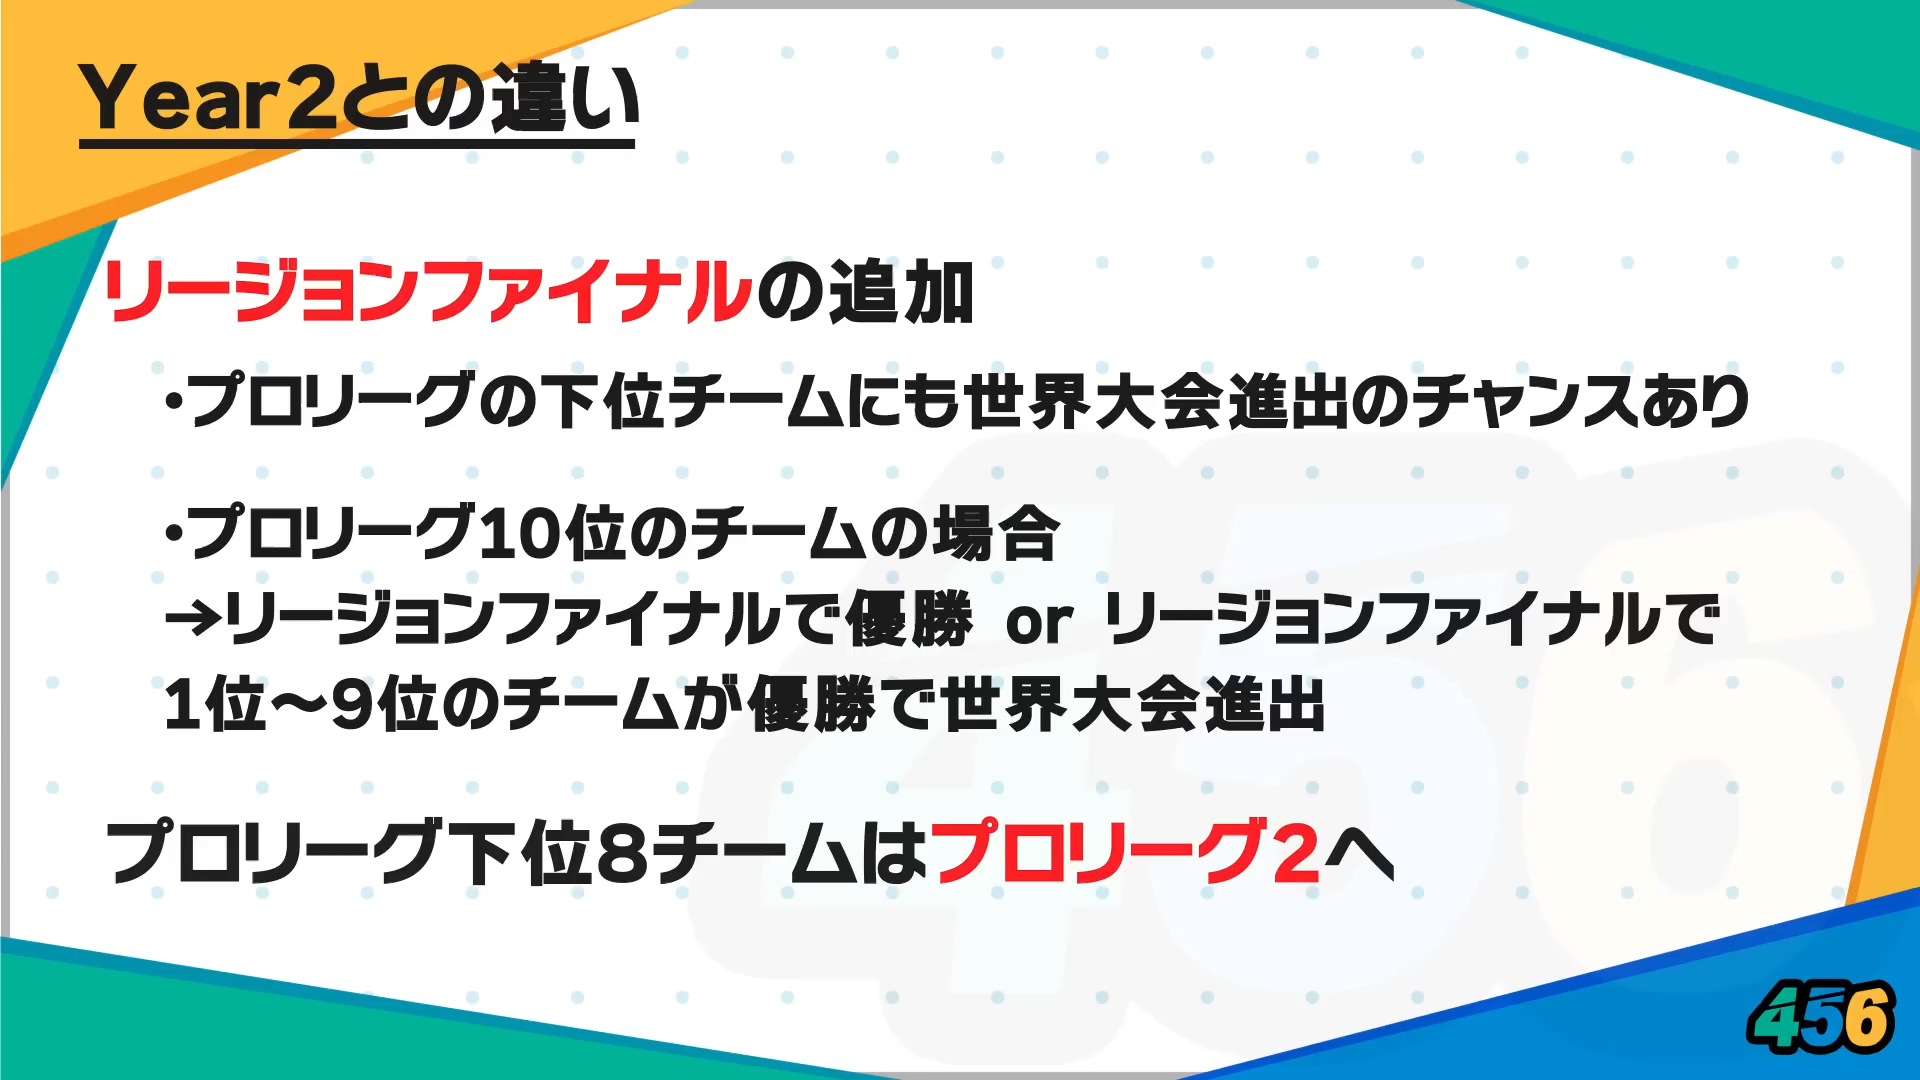 Year2との違い
リージョンファイナルの追加
・プロリーグの下位チームにも世界大会進出のチャンスあり
・プロリーグ10位のチームの場合
→リージョンファイナルで優勝 or リージョンファイナルで
1位～9位のチームが優勝で世界大会進出
プロリーグ下位8チームはプロリーグ2へ
456
456